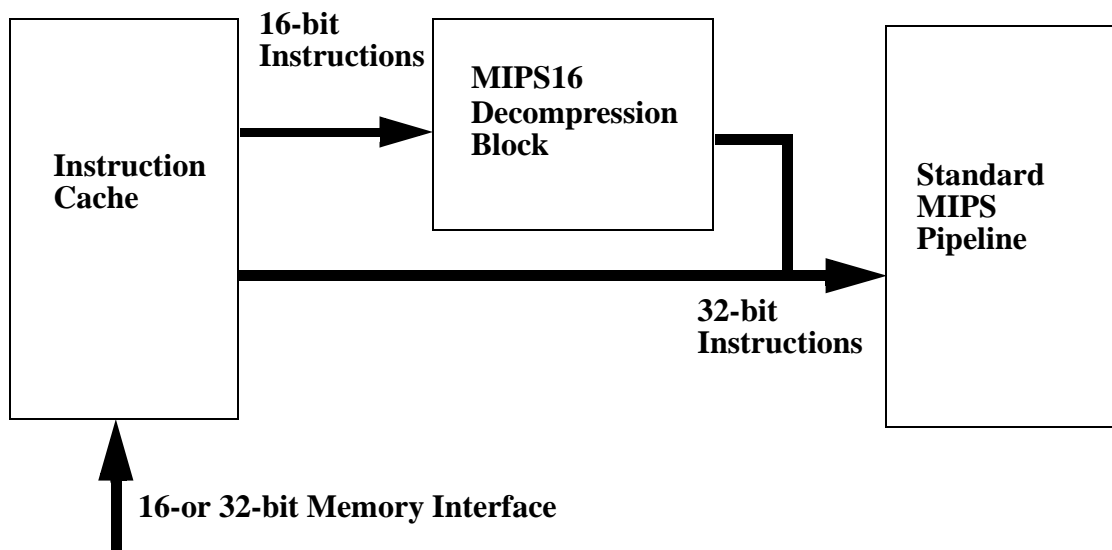 16-bit
Instructions
MIPS16
Decompression
Block
Instruction
Cache
Standard
MIPS
Pipeline
32-bit
Instructions
16-or 32-bit Memory Interface